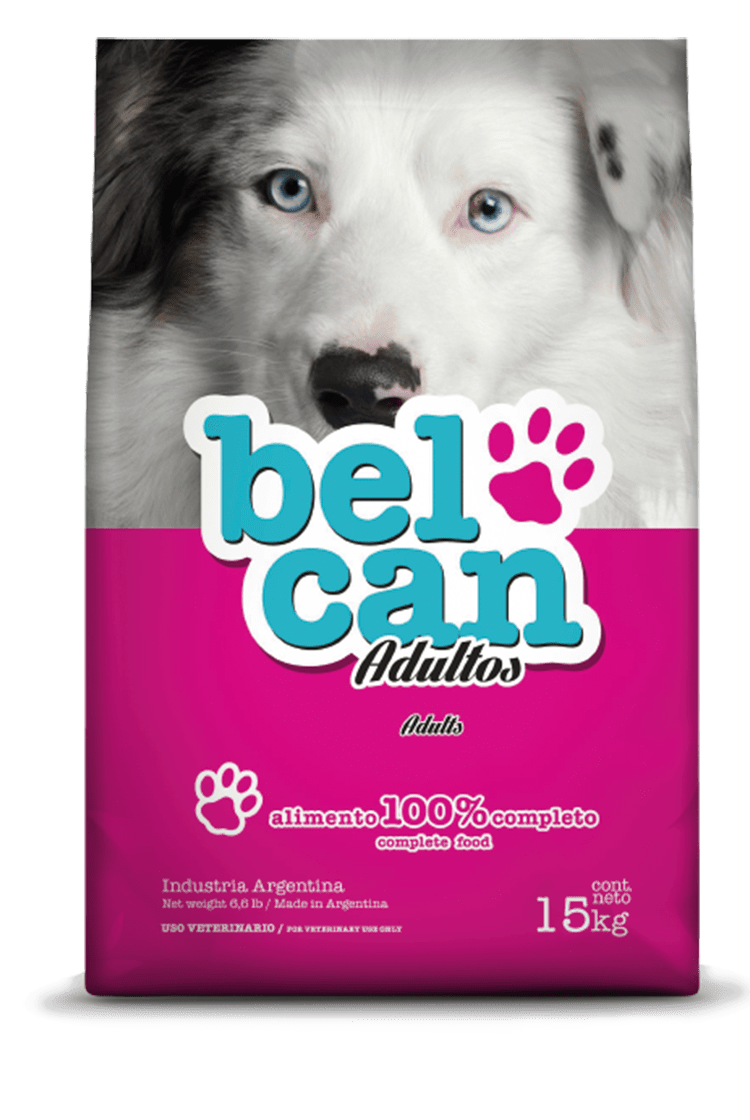 bel
can
Adultos
Adults
alimento 100% completo
complete food
Industria Argentina
Net weight 6,6 lb / Made in Argentina
USO VETERINARIO / FOR VETERINARY USE ONLY
cont.
neto
15kg